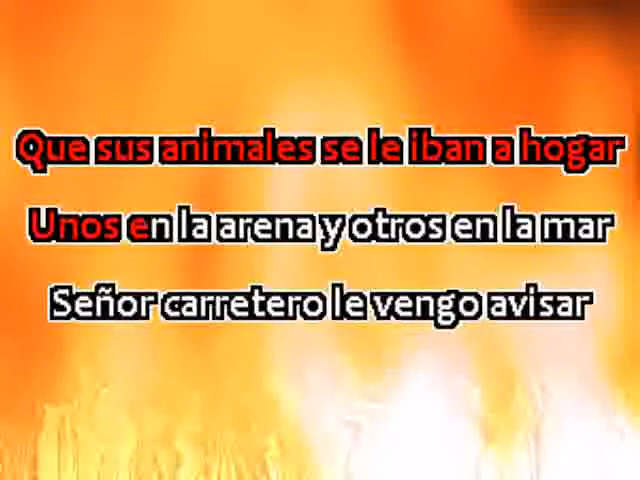 Que sus animales se le iban a hogar
Unos en la arena y otros en la mar
Señor carretero le vengo avisar